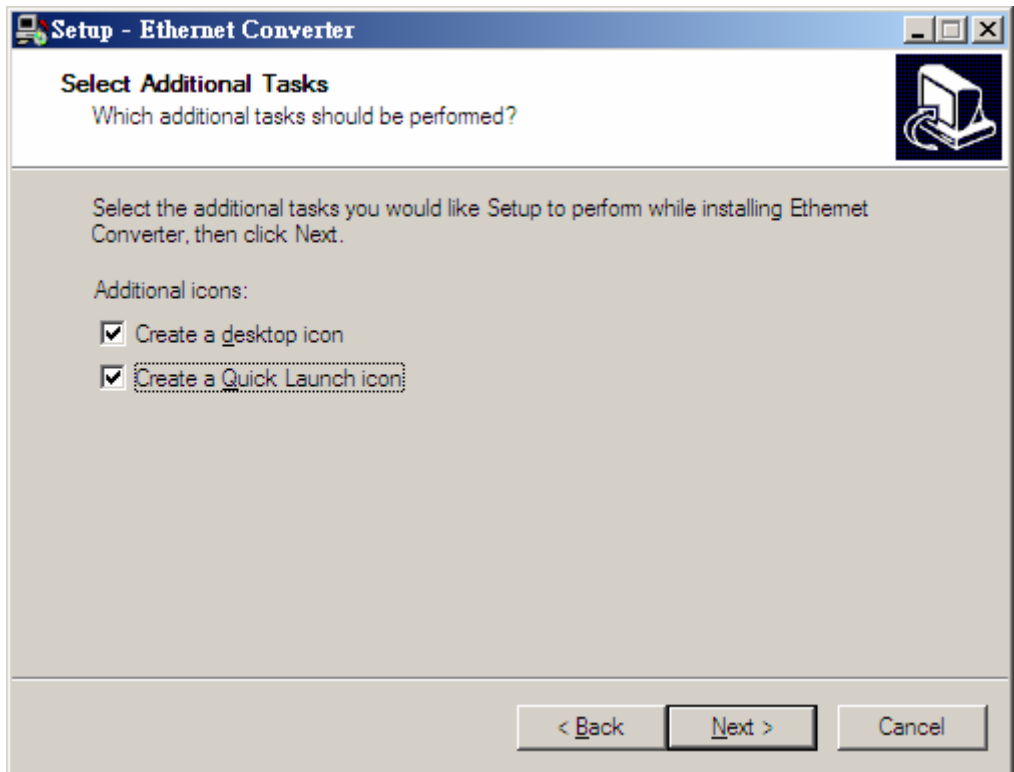 Setup - Ethernet Converter
Select Additional Tasks
Which additional tasks should be performed?
Select the additional tasks you would like Setup to perform while installing Ethernet
Converter, then click Next.
Additional icons:
Create a desktop icon
Create a Quick Launch icon
< Back Next > Cancel